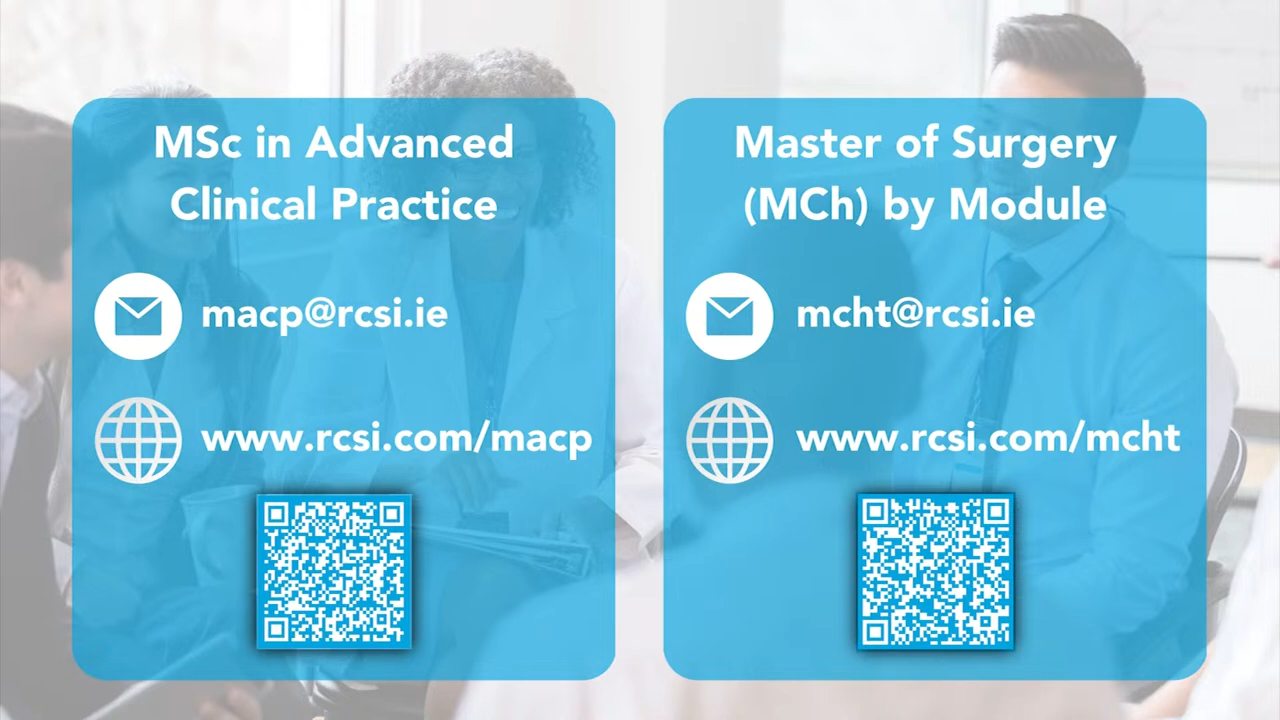 MSc in Advanced
Clinical Practice
macp@rcsi.ie
www.rcsi.com/macp
Master of Surgery
(MCh) by Module
mcht@rcsi.ie
www.rcsi.com/mcht